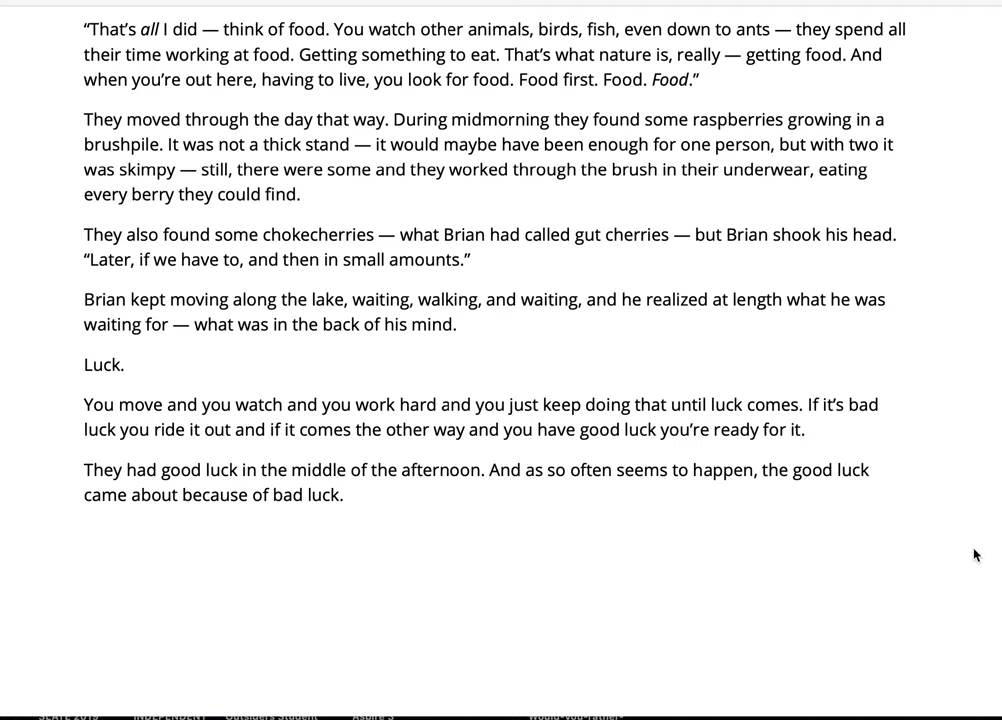 “That’s all I did — think of food. You watch other animals, birds, fish, even down to ants — they spend all
their time working at food. Getting something to eat. That’s what nature is, really — getting food. And
when you’re out here, having to live, you look for food. Food first. Food. Food.”
They moved through the day that way. During midmorning they found some raspberries growing in a
brushpile. It was not a thick stand — it would maybe have been enough for one person, but with two it
was skimpy — still, there were some and they worked through the brush in their underwear, eating
every berry they could find.
They also found some chokecherries — what Brian had called gut cherries — but Brian shook his head.
“Later, if we have to, and then in small amounts.”
Brian kept moving along the lake, waiting, walking, and waiting, and he realized at length what he was
waiting for — what was in the back of his mind.
Luck.
You move and you watch and you work hard and you just keep doing that until luck comes. If it’s bad
luck you ride it out and if it comes the other way and you have good luck you’re ready for it.
They had good luck in the middle of the afternoon. And as so often seems to happen, the good luck
came about because of bad luck.